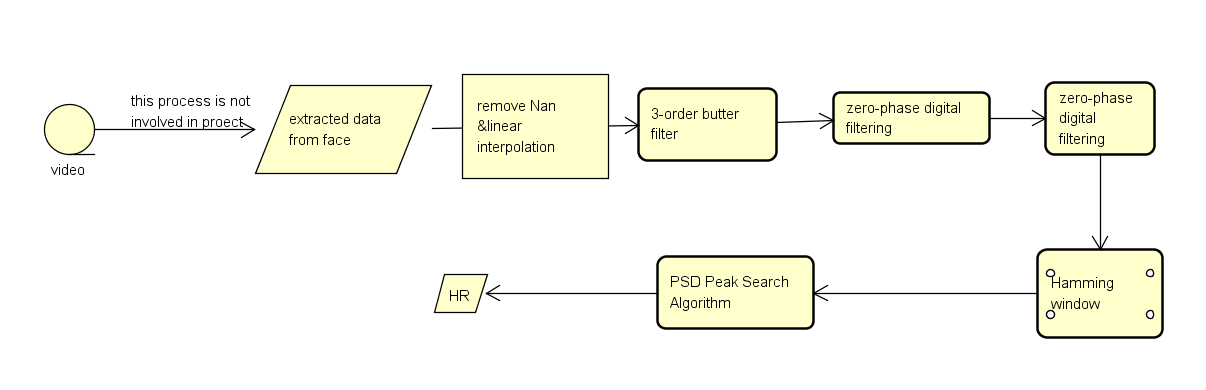 this process is not
involved in proect
video
extracted data
from face
remove Nan
&linear
interpolation
3-order butter
filter
zero-phase digital
filtering
zero-phase
digital
filtering
Hamming
window
PSD Peak Search
Algorithm
HR